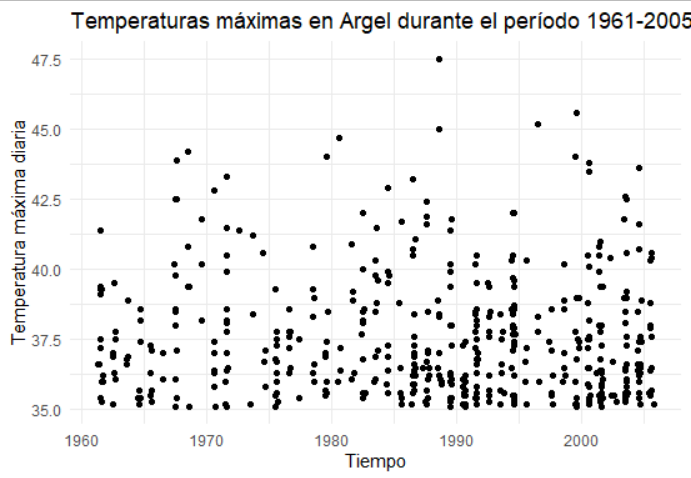 Temperaturas máximas en Argel durante el período 1961-2005
47.5
45.0
42.5
40.0
37.5
35.0
Temperatura máxima diaria
1960 1970 1980 1990 2000
Tiempo